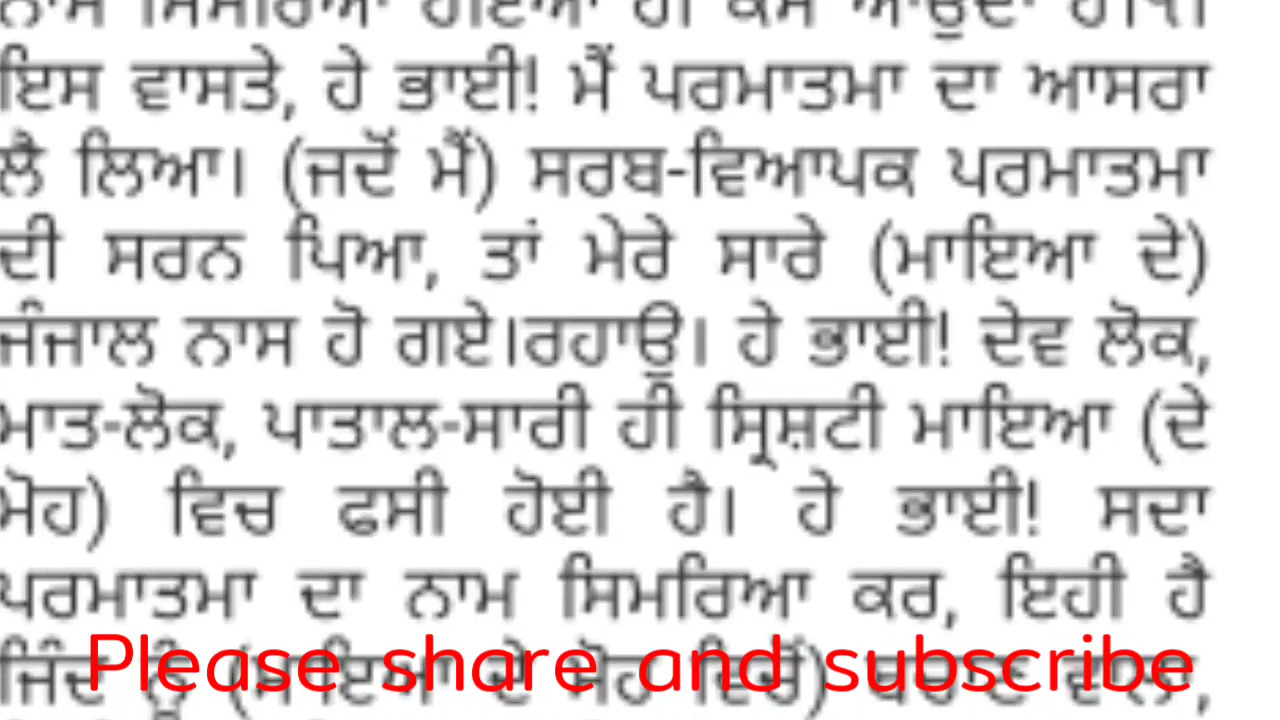 ਇਸ ਵਾਸਤੇ, ਹੇ ਭਾਈ! ਮੈਂ ਪਰਮਾਤਮਾ ਦਾ ਆਸਰਾ
ਲੈ ਲਿਆ। (ਜਦੋਂ ਮੈਂ) ਸਰਬ-ਵਿਆਪਕ ਪਰਮਾਤਮਾ
ਦੀ ਸਰਨ ਪਿਆ, ਤਾਂ ਮੇਰੇ ਸਾਰੇ (ਮਾਇਆ ਦੇ)
ਜੰਜਾਲ ਨਾਸ ਹੋ ਗਏ।ਰਹਾਉ। ਹੇ ਭਾਈ! ਦੇਵ ਲੋਕ,
ਮਾਤ-ਲੋਕ, ਪਾਤਾਲ-ਸਾਰੀ ਹੀ ਸ੍ਰਿਸ਼ਟੀ ਮਾਇਆ (ਦੇ
ਮੋਹ) ਵਿਚ ਫਸੀ ਹੋਈ ਹੈ। ਹੇ ਭਾਈ! ਸਦਾ
ਪਰਮਾਤਮਾ ਦਾ ਨਾਮ ਸਿਮਰਿਆ ਕਰ, ਇਹੀ ਹੈ
Please share and subscribe